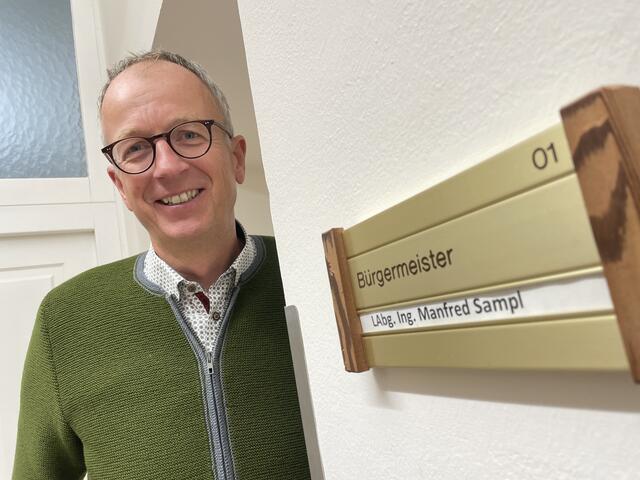 01
Bürgermeister
LAbg. Ing. Manfred Sampl